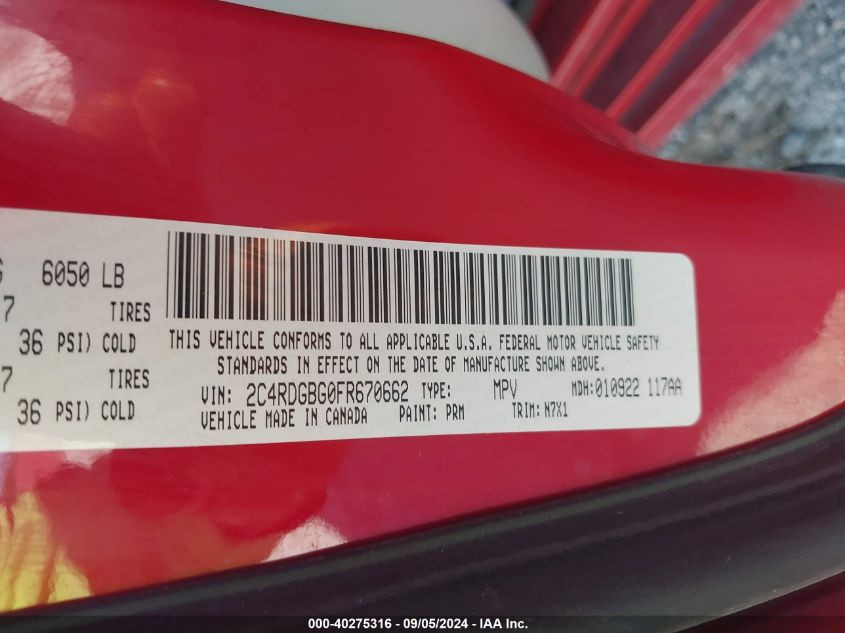 6050 LB
7 TIRES
36 PSI) COLD
7 TIRES
36 PSI) COLD
THIS VEHICLE CONFORMS TO ALL APPLICABLE U.S.A. FEDERAL MOTOR VEHICLE SAFETY
STANDARDS IN EFFECT ON THE DATE OF MANUFACTURE SHOWN ABOVE.
VIN: 2C4RDGBG0FR670662 TYPE: MPV MDH:010922 117AA
VEHICLE MADE IN CANADA PAINT: PRM TRIM: N7X1
000-40275316 - 09/05/2024 - IAA Inc.